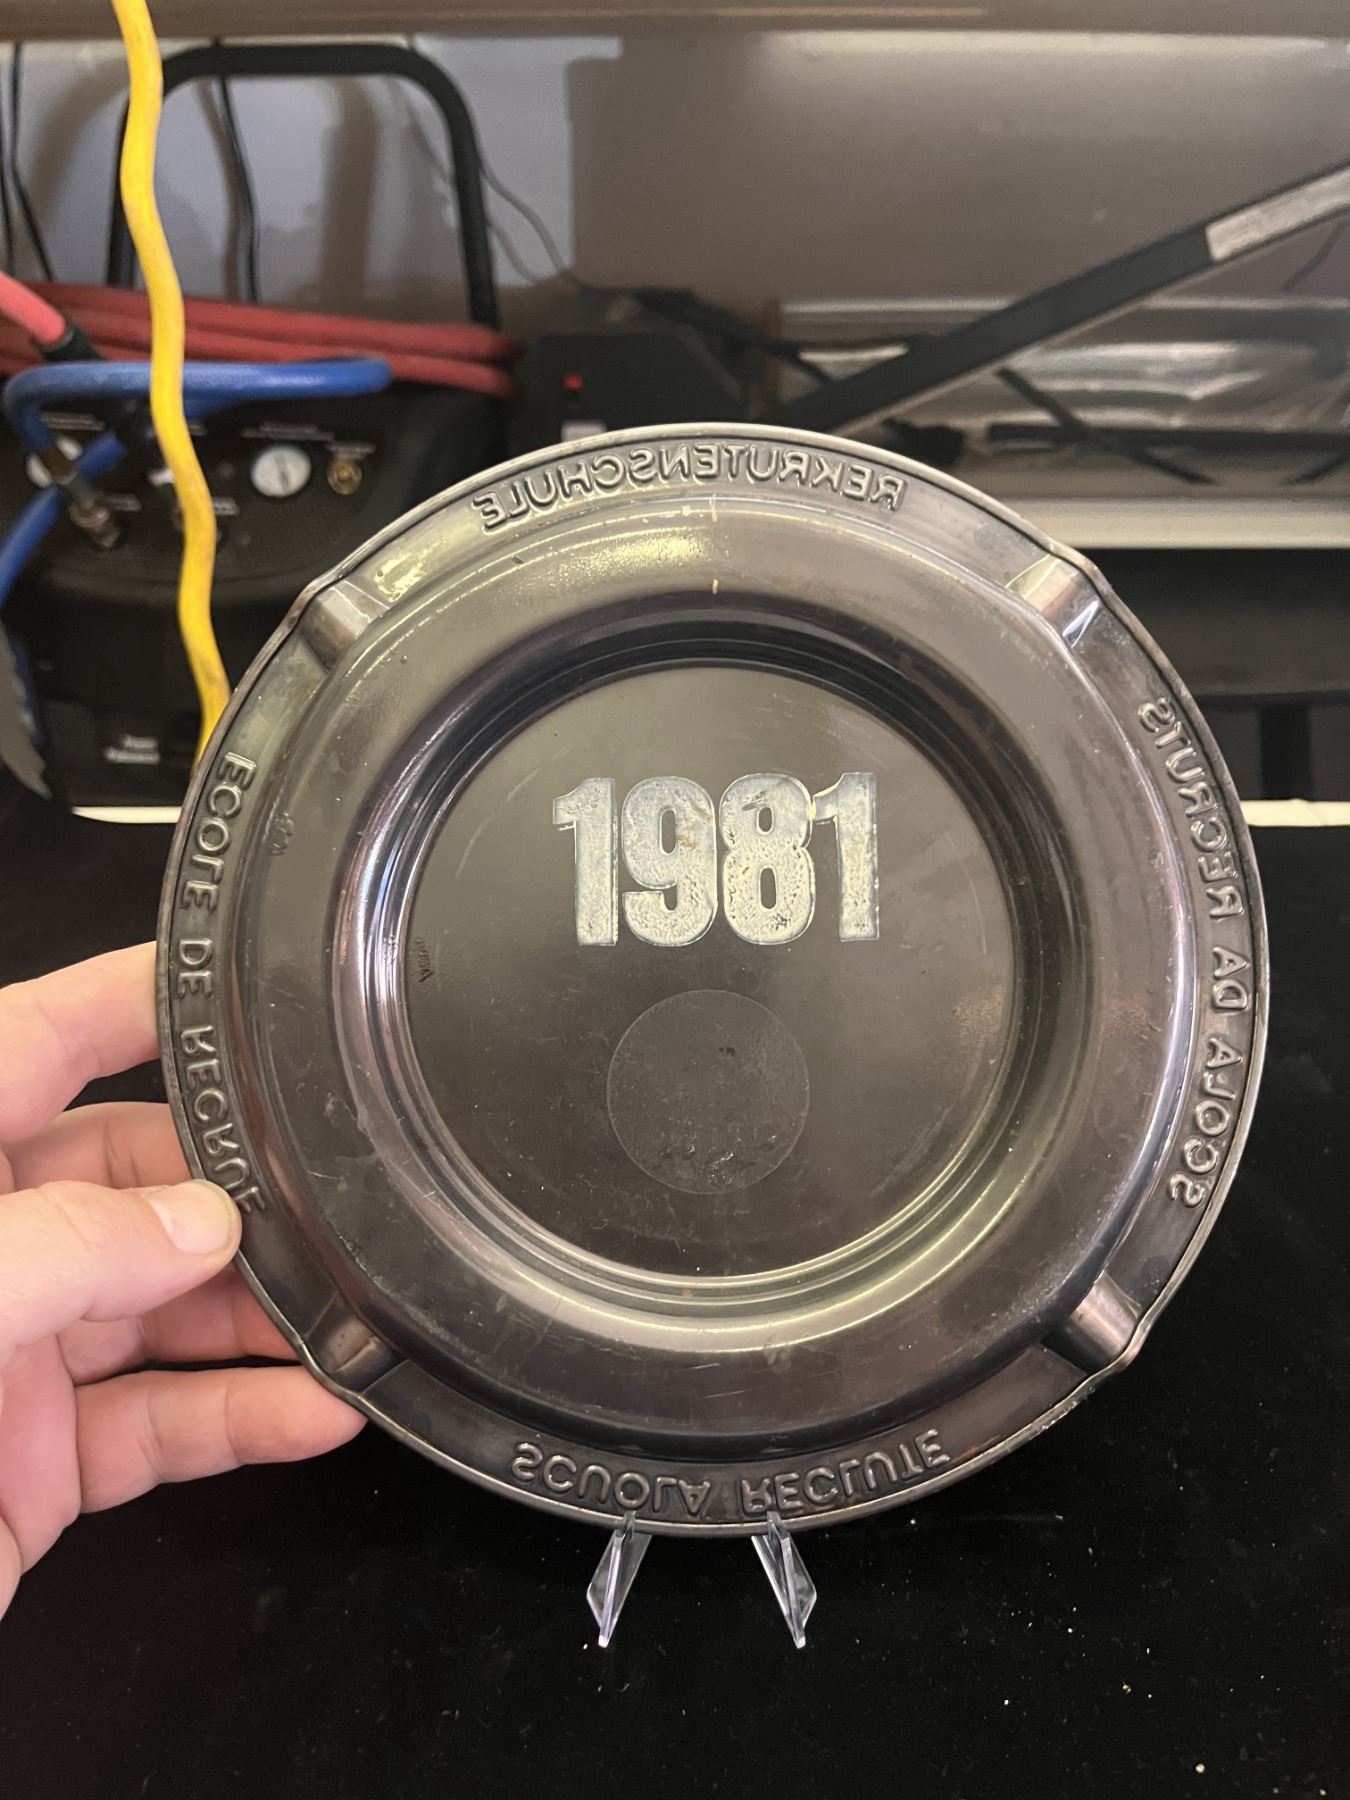 REKRUTENSCHULE
ECOLE DE RECRUE
1981
SCOLA DA RECRUTS
SCUOLA RECLUTE